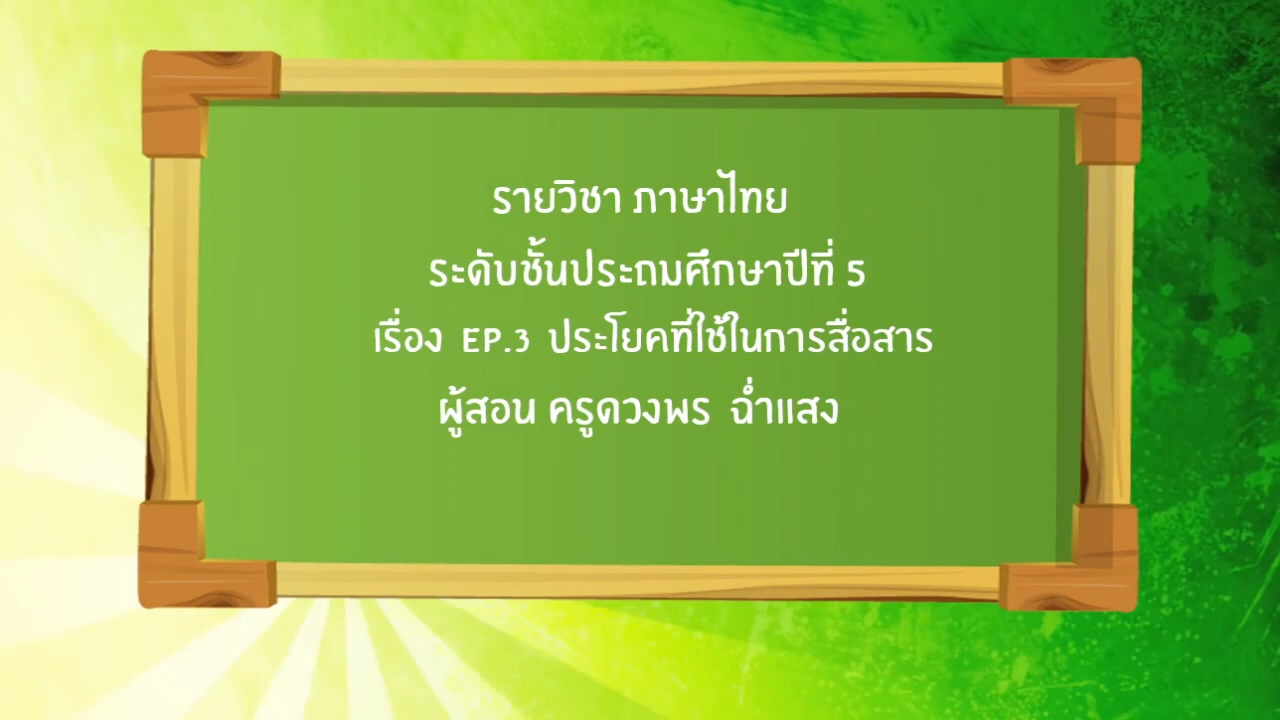 รายวิชา ภาษาไทย
ระดับชั้นประถมศึกษาปีที่ 5
เรื่อง EP.3 ประโยคที่ใช้ในการสื่อสาร
ผู้สอน ครูดวงพร ฉ่ำแสง